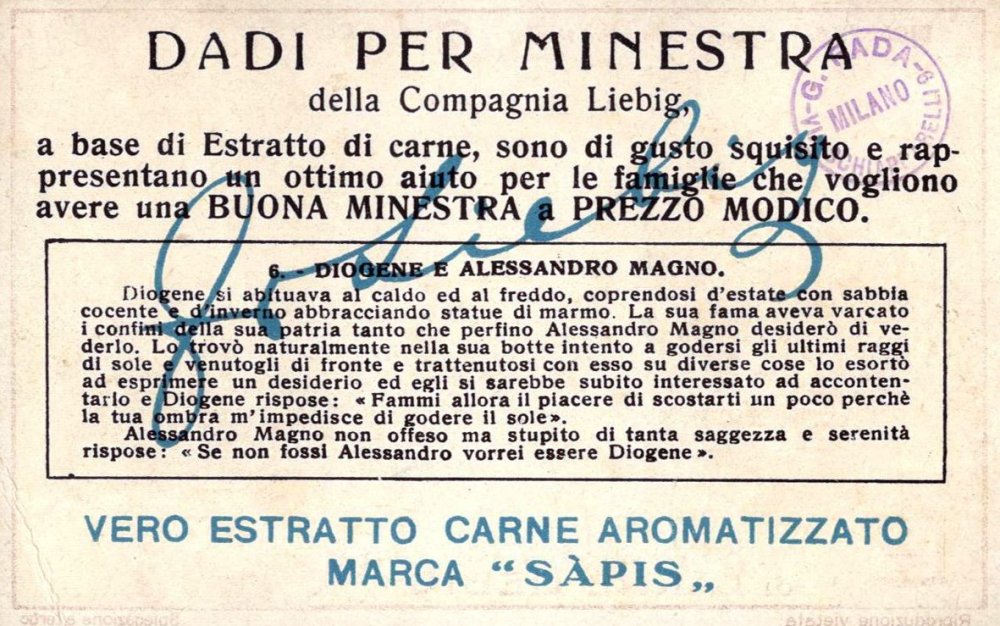 DADI PER MINESTRA
della Compagnia Liebig,
a base di Estratto di carne, sono di gusto squisito e rap-
presentano un ottimo aiuto per le famiglie che vogliono
avere una BUONA MINESTRA a PREZZO MODICO.
G. CADA
MILANO
J v Liebig
6. - DIOGENE E ALESSANDRO MAGNO.
Diogene si abituava al caldo ed al freddo, coprendosi d'estate con sabbia
cocente e d'inverno abbracciando statue di marmo. La sua fama aveva varcato
i confini della sua patria tanto che perfino Alessandro Magno desiderò di ve-
derlo. Lo trovò naturalmente nella sua botte intento a godersi gli ultimi raggi
di sole e venutogli di fronte e trattenutosi con esso su diverse cose lo esortò
ad esprimere un desiderio ed egli si sarebbe subito interessato ad acconten-
tarlo e Diogene rispose: « Fammi allora il piacere di scostarti un poco perchè
la tua ombra m'impedisce di godere il sole».
Alessandro Magno non offeso ma stupito di tanta saggezza e serenità
rispose: « Se non fossi Alessandro vorrei essere Diogene ».
VERO ESTRATTO CARNE AROMATIZZATO
MARCA "SÀPIS„
Spiegazione a tergo
Riproduzione vietata